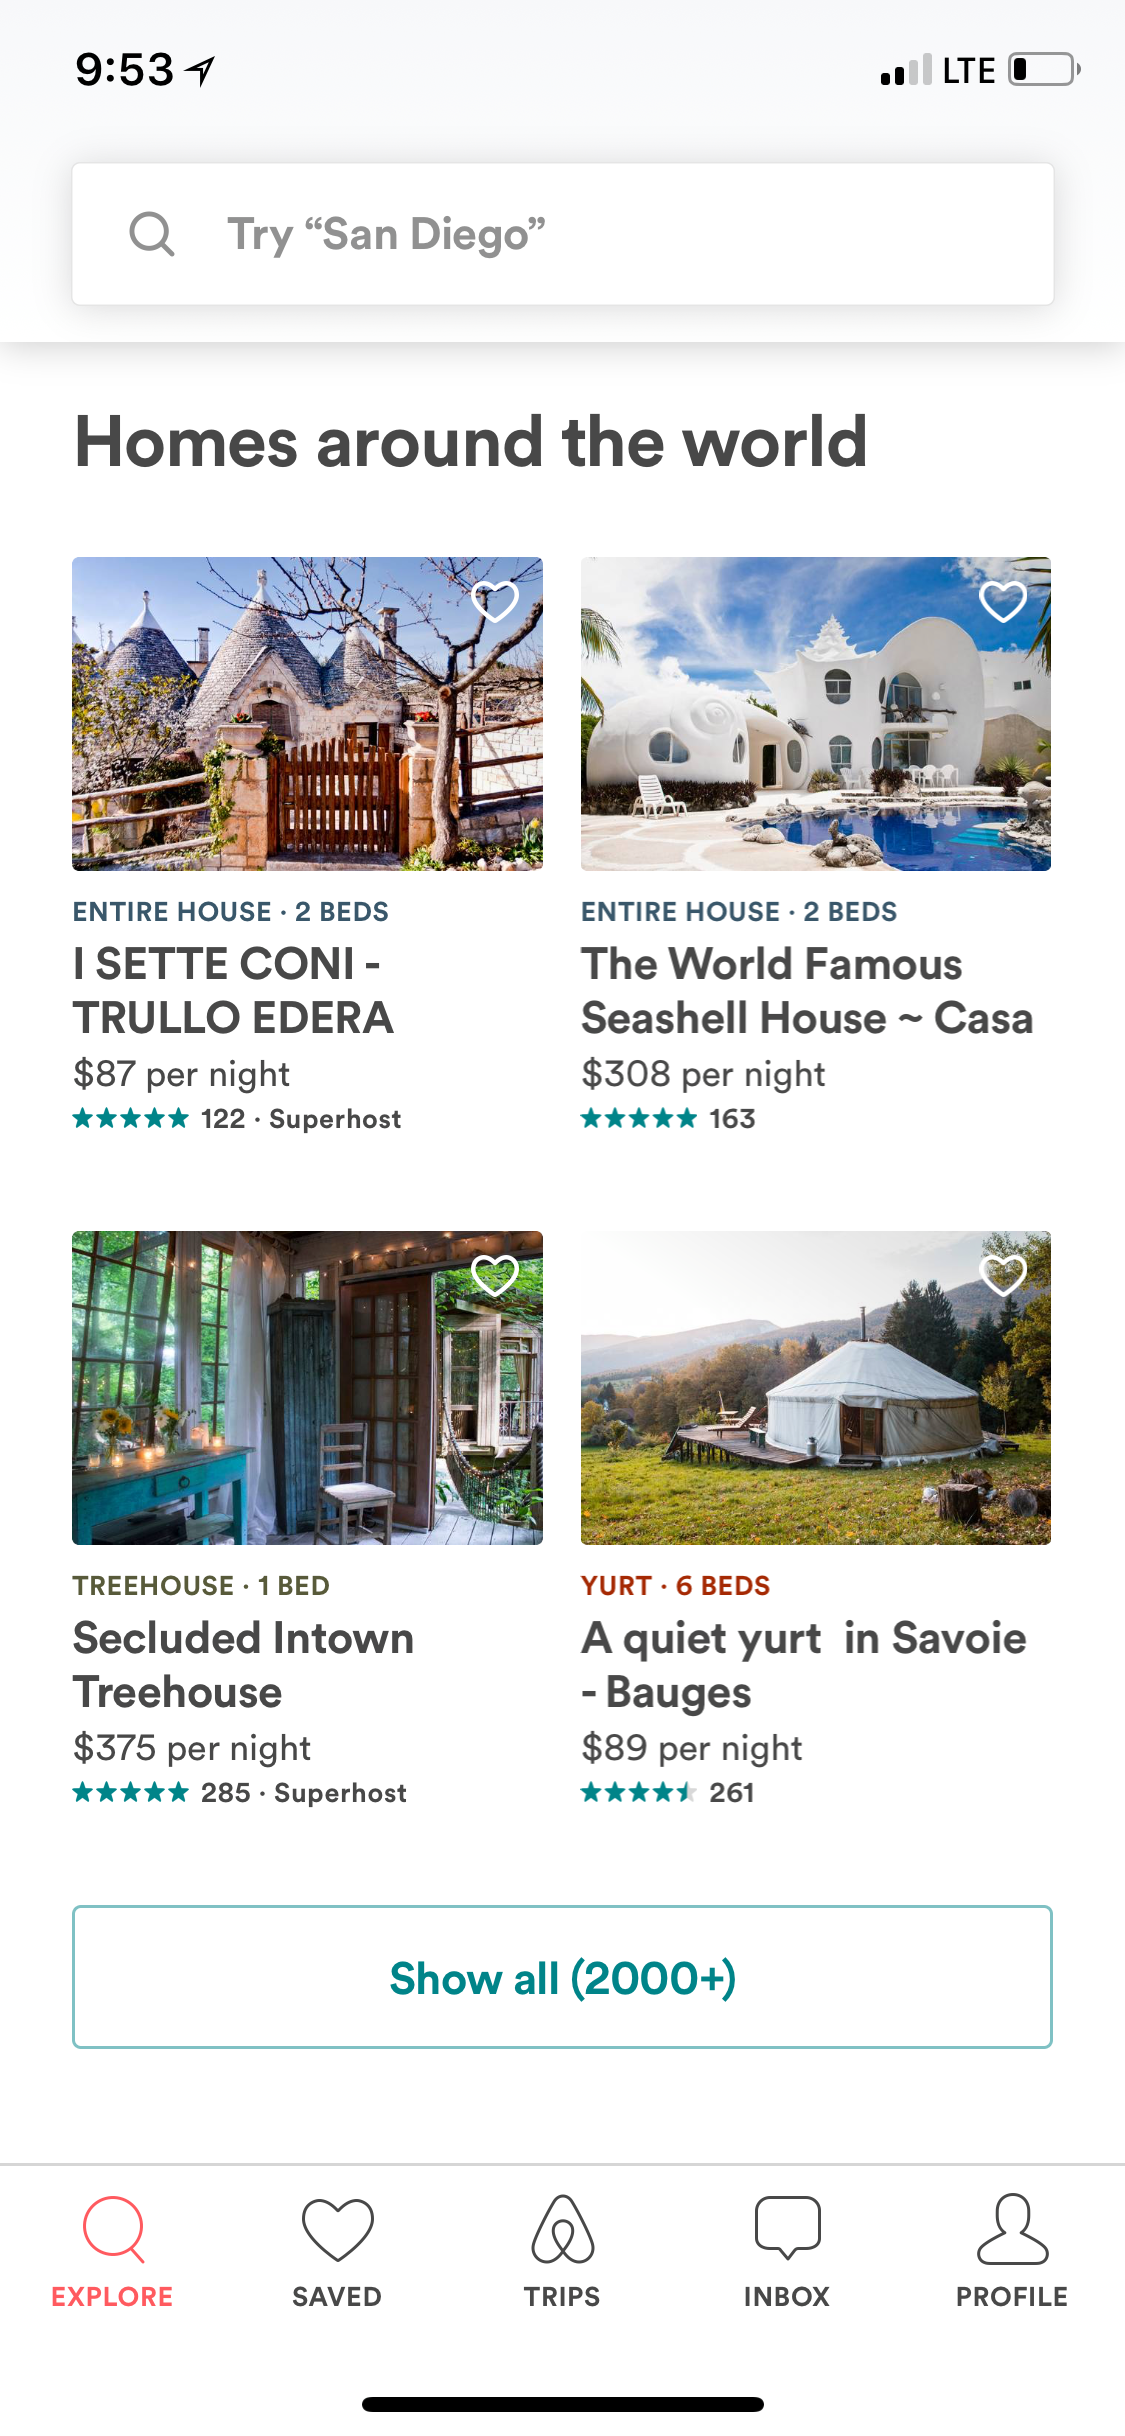 9:53
LTE
Try “San Diego”
Homes around the world
ENTIRE HOUSE · 2 BEDS
I SETTE CONI -
TRULLO EDERA
$87 per night
122 · Superhost
ENTIRE HOUSE · 2 BEDS
The World Famous
Seashell House ~ Casa
$308 per night
163
TREEHOUSE · 1 BED
Secluded Intown
Treehouse
$375 per night
285 · Superhost
YURT · 6 BEDS
A quiet yurt  in Savoie
- Bauges
$89 per night
261
Show all (2000+)
EXPLORE
SAVED
TRIPS
INBOX
PROFILE